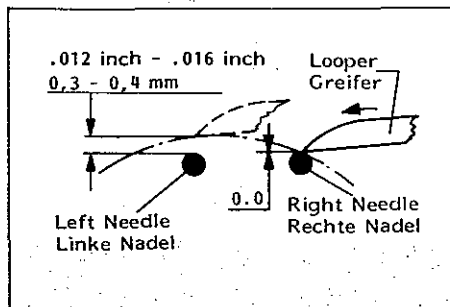 .012 inch - .016 inch
0,3 - 0,4 mm
Looper
Greifer
0.0
Left Needle
Linke Nadel
Right Needle
Rechte Nadel